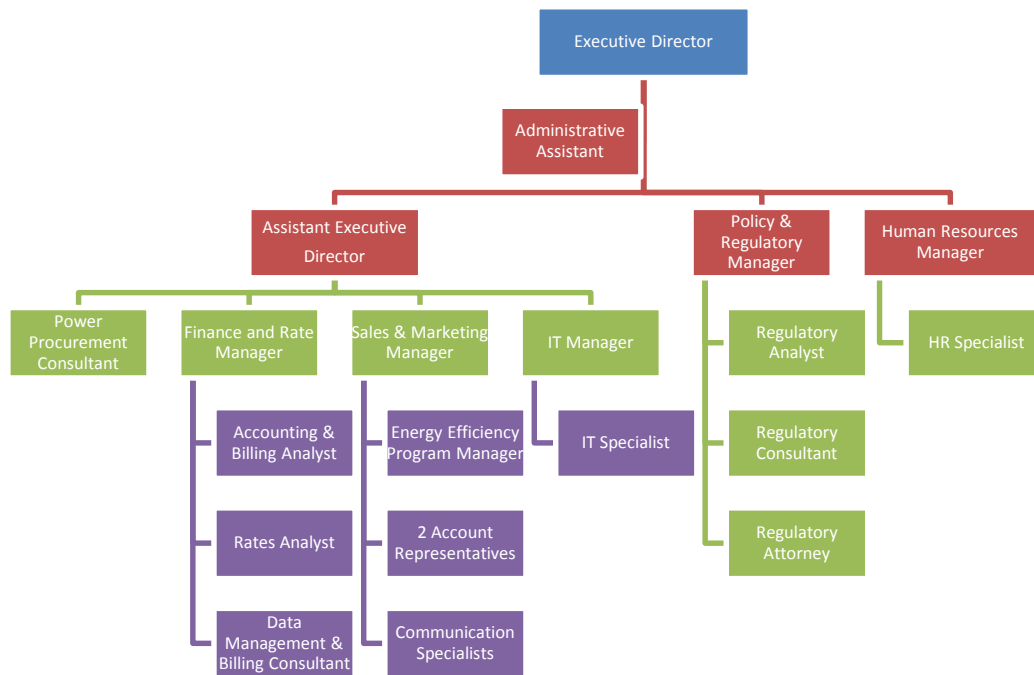 Executive Director
Administrative
Assistant
Assistant Executive
Director
Policy &
Regulatory
Manager
Human Resources
Manager
Power
Procurement
Consultant
Finance and Rate
Manager
Sales & Marketing
Manager
IT Manager
Regulatory
Analyst
HR Specialist
Accounting &
Billing Analyst
Energy Efficiency
Program Manager
IT Specialist
Regulatory
Consultant
Rates Analyst
2 Account
Representatives
Regulatory
Attorney
Data
Management &
Billing Consultant
Communication
Specialists